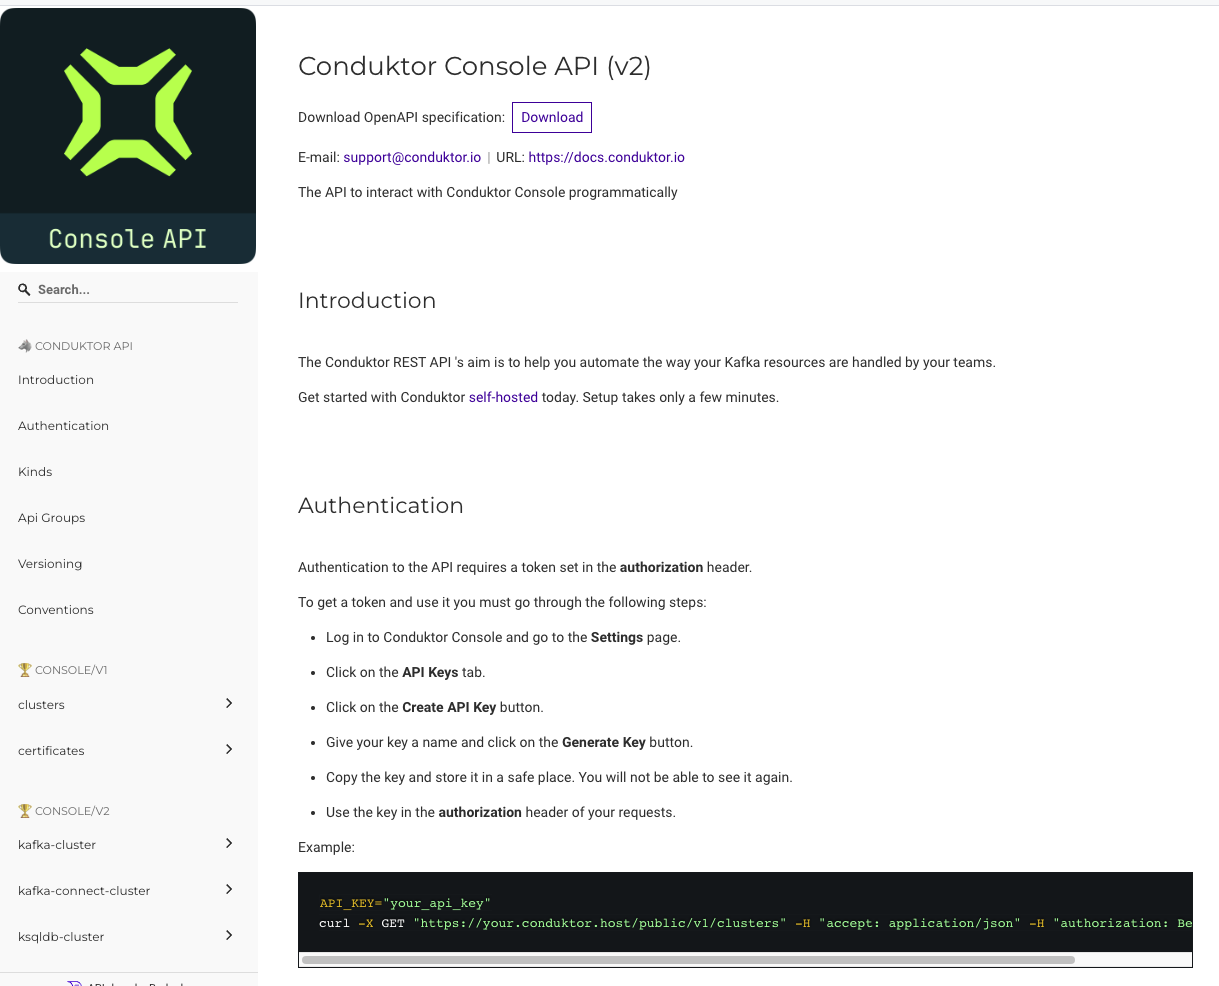 Console API
Search...
CONDUKTOR API
Introduction
Authentication
Kinds
Api Groups
Versioning
Conventions
CONSOLE/V1
clusters
certificates
CONSOLE/V2
kafka-cluster
kafka-connect-cluster
ksqldb-cluster
Conduktor Console API (v2)
Download OpenAPI specification: Download
E-mail: support@conduktor.io | URL: https://docs.conduktor.io
The API to interact with Conduktor Console programmatically
Introduction
The Conduktor REST API 's aim is to help you automate the way your Kafka resources are handled by your teams.
Get started with Conduktor self-hosted today. Setup takes only a few minutes.
Authentication
Authentication to the API requires a token set in the authorization header.
To get a token and use it you must go through the following steps:
• Log in to Conduktor Console and go to the Settings page.
• Click on the API Keys tab.
• Click on the Create API Key button.
• Give your key a name and click on the Generate Key button.
• Copy the key and store it in a safe place. You will not be able to see it again.
• Use the key in the authorization header of your requests.
Example:
API_KEY="your_api_key"
curl -X GET "https://your.conduktor.host/public/v1/clusters" -H "accept: application/json" -H "authorization: Be